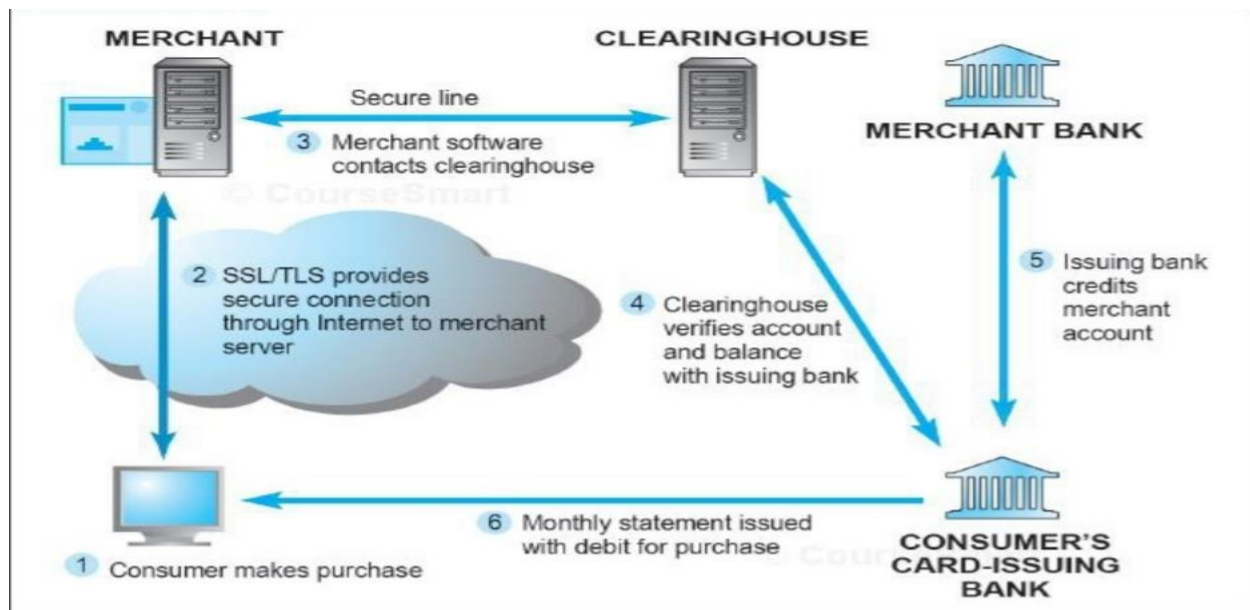 MERCHANT
CLEARINGHOUSE
MERCHANT BANK
Secure line
3 Merchant software
contacts clearinghouse
© CourseSmart
2 SSL/TLS provides
secure connection
through Internet to merchant
server
4 Clearinghouse
verifies account
and balance
with issuing bank
5 Issuing bank
credits
merchant
account
1 Consumer makes purchase
6 Monthly statement issued
with debit for purchase
CONSUMER'S
CARD-ISSUING
BANK